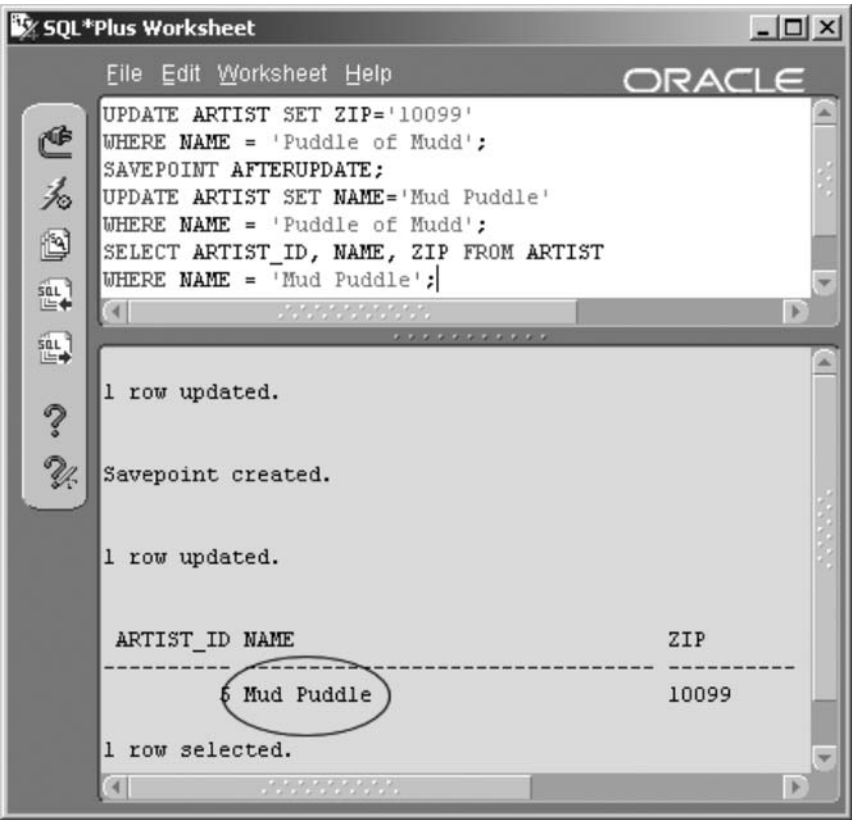 SQL*Plus Worksheet
File Edit Worksheet Help
ORACLE
UPDATE ARTIST SET ZIP='10099'
WHERE NAME = 'Puddle of Mudd';
SAVEPOINT AFTERUPDATE;
UPDATE ARTIST SET NAME='Mud Puddle'
WHERE NAME = 'Puddle of Mudd';
SELECT ARTIST_ID, NAME, ZIP FROM ARTIST
WHERE NAME = 'Mud Puddle';
1 row updated.
Savepoint created.
1 row updated.
ARTIST_ID NAME ZIP
6 Mud Puddle 10099
1 row selected.